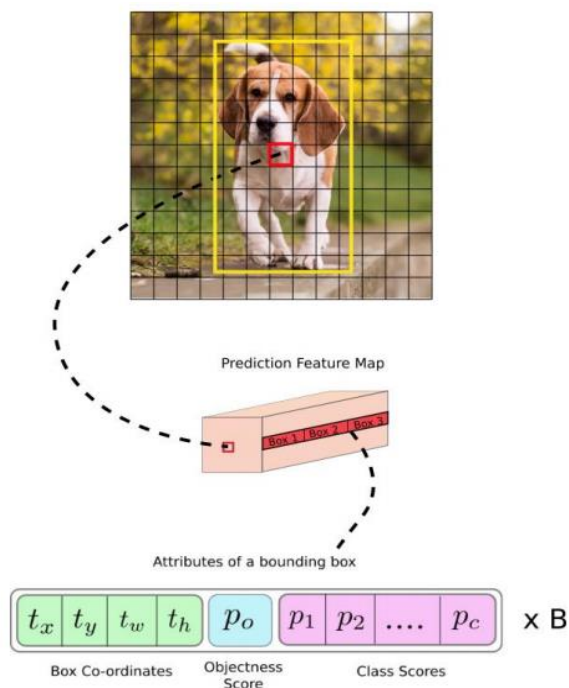 Prediction Feature Map
Box 1 Box 2 Box 3
Attributes of a bounding box
t_x t_y t_w t_h p_o p_1 p_2 .... p_c x B
Box Co-ordinates Objectness Score Class Scores